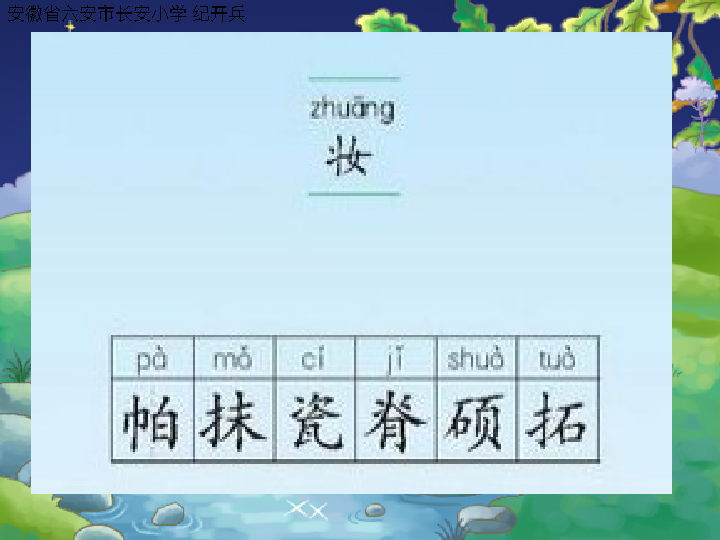 安徽省六安市长安小学 纪开兵
zhuāng
妆
pà mǒ cí jǐ shuò tuò
帕 抹 瓷 脊 硕 拓